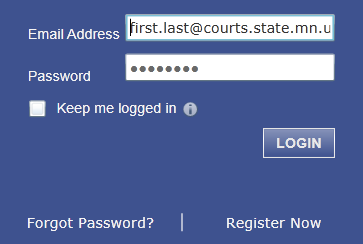 Email Address first.last@courts.state.mn.u
Password ••••••••
Keep me logged in i
LOGIN
Forgot Password? | Register Now